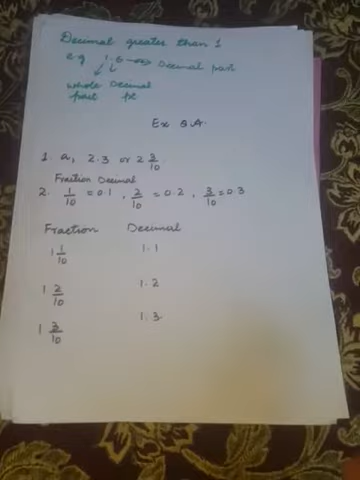 Decimal greater than 1
e.g 1.6 → Decimal part
whole Decimal
part pt
Ex 8A.
1. a, 2.3 or 2 3/10
Fraction Decimal
2. 1/10 = 0.1, 2/10 = 0.2, 3/10 = 0.3
Fraction Decimal
1 1/10 1.1
1 2/10 1.2
1 3/10 1.3